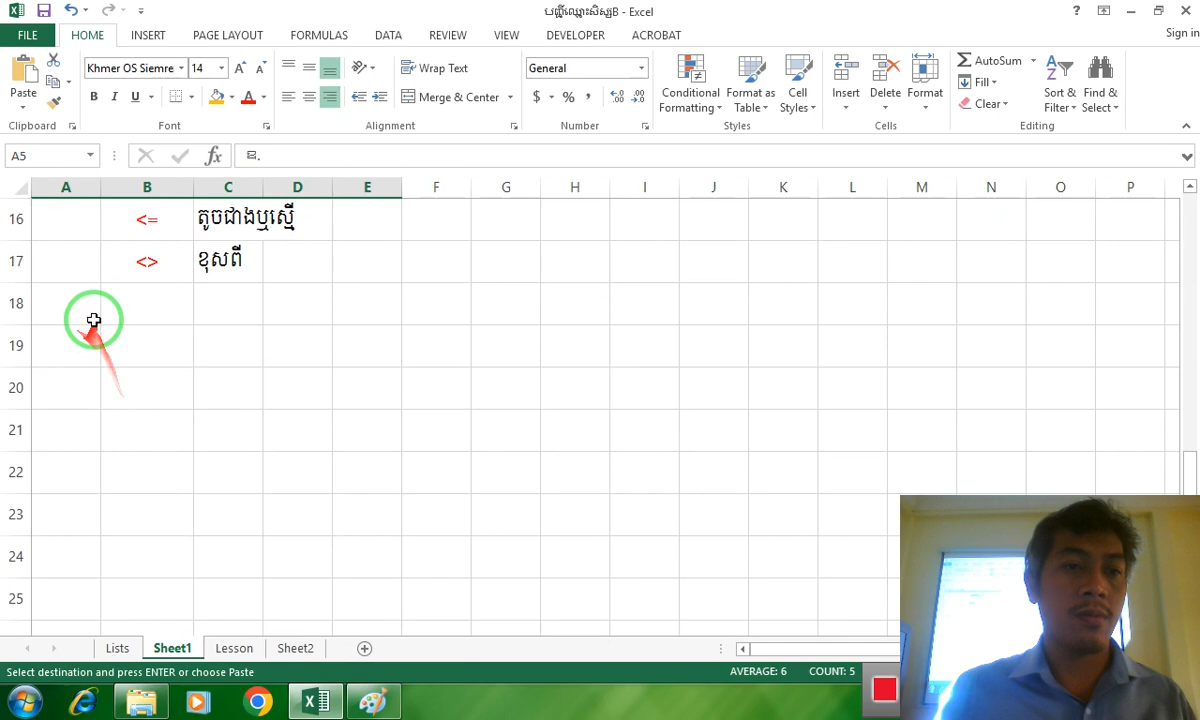 បញ្ជីឈ្មោះសិស្សB - Excel
Sign in
FILE HOME INSERT PAGE LAYOUT FORMULAS DATA REVIEW VIEW DEVELOPER ACROBAT
Paste
Khmer OS Siemre 14
Wrap Text
General
Conditional Formatting
Format as Table
Cell Styles
Insert
Delete
Format
AutoSum
Fill
Clear
Sort & Filter
Find & Select
B I U
Merge & Center
$ % ,
Clipboard Font Alignment Number Styles Cells Editing
A5
fx
ឩ.
A B C D E F G H I J K L M N O P
16 <= តូចជាងឬស្មើ
17 <> ខុសពី
18
19
20
21
22
23
24
25
Lists Sheet1 Lesson Sheet2
Select destination and press ENTER or choose Paste
AVERAGE: 6 COUNT: 5